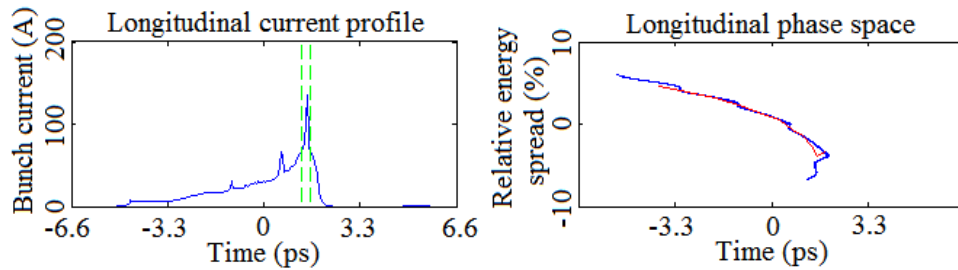 Longitudinal current profile
Bunch current (A)
200
100
0
-6.6 -3.3 0 3.3 6.6
Time (ps)
Longitudinal phase space
Relative energy
spread (%)
10
0
-10
-3.3 0 3.3
Time (ps)